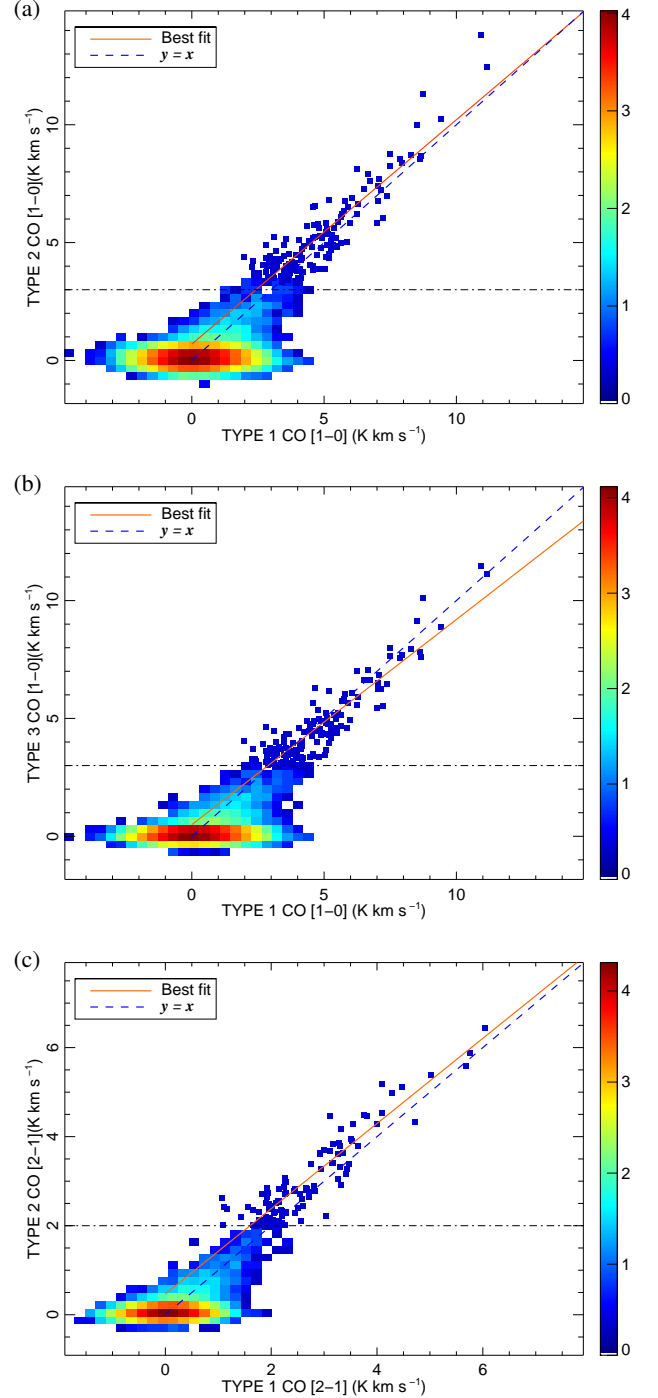 (a)
Best fit
y = x
TYPE 2 CO [1–0](K km s⁻¹)
10
5
0
0 5 10
TYPE 1 CO [1–0] (K km s⁻¹)
4
3
2
1
0
(b)
Best fit
y = x
TYPE 3 CO [1–0](K km s⁻¹)
10
5
0
0 5 10
TYPE 1 CO [1–0] (K km s⁻¹)
4
3
2
1
0
(c)
Best fit
y = x
TYPE 2 CO [2–1](K km s⁻¹)
6
4
2
0
0 2 4 6
TYPE 1 CO [2–1] (K km s⁻¹)
4
3
2
1
0